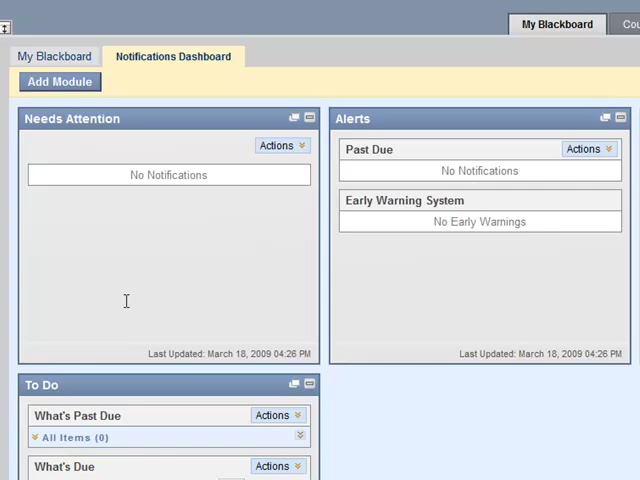 My Blackboard
Cou
My Blackboard
Notifications Dashboard
Add Module
Needs Attention
Actions
No Notifications
Last Updated: March 18, 2009 04:26 PM
Alerts
Past Due
Actions
No Notifications
Early Warning System
No Early Warnings
Last Updated: March 18, 2009 04:26 PM
To Do
What's Past Due
Actions
All Items (0)
What's Due
Actions